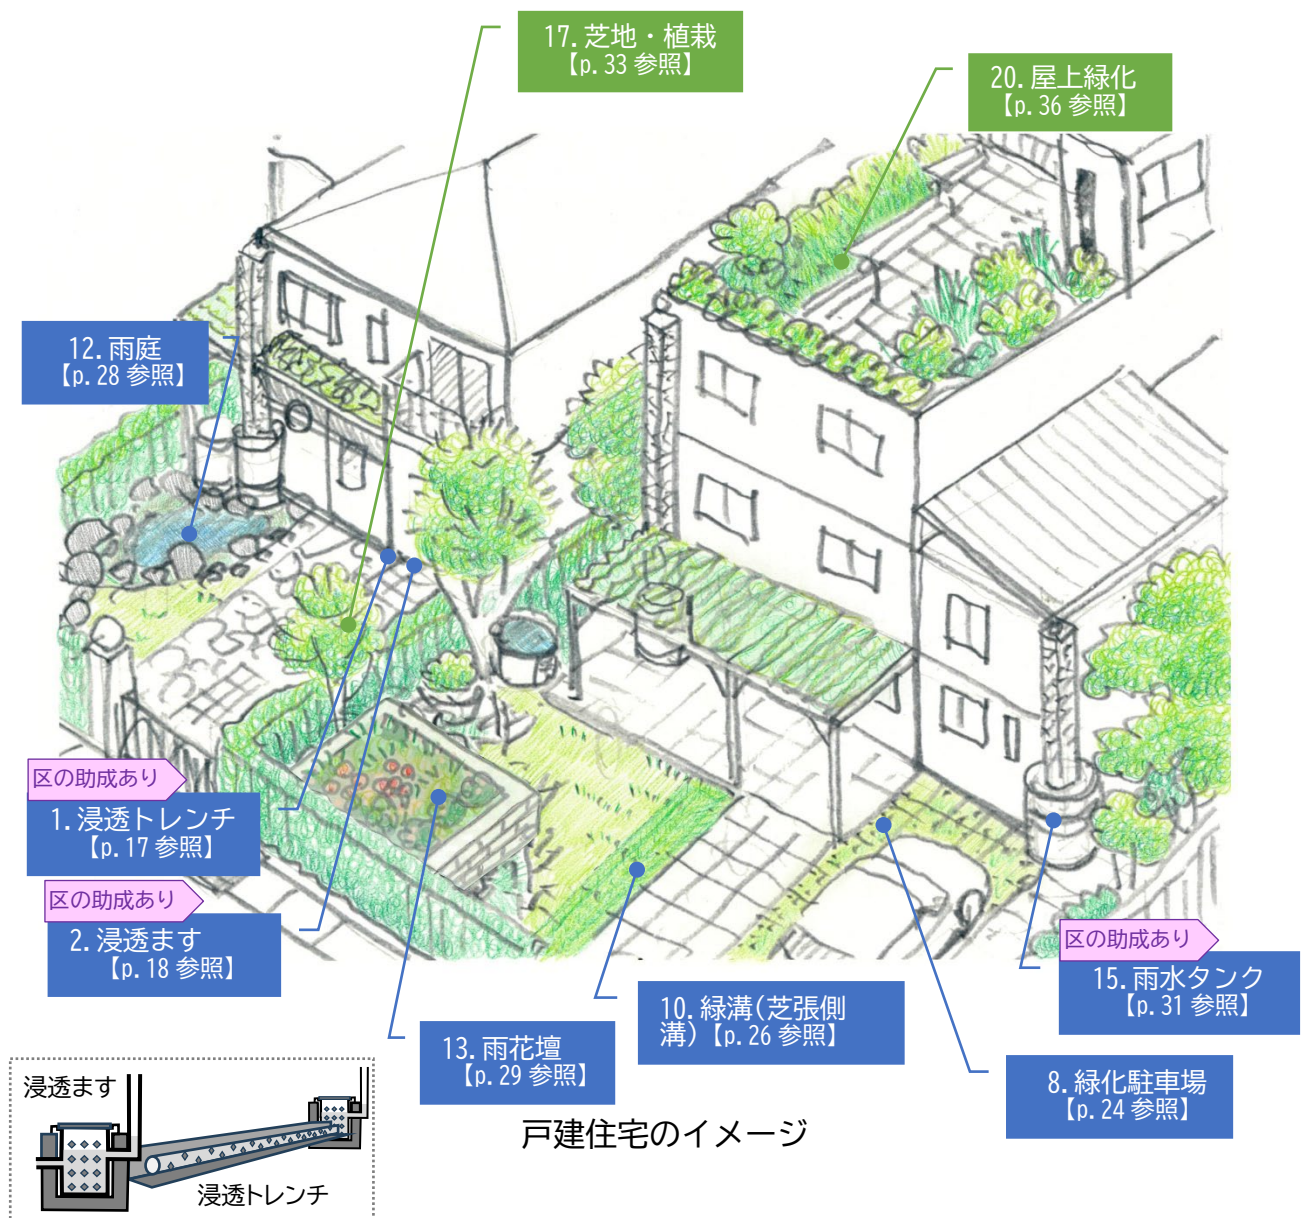 17.芝地・植栽
【p.33 参照】
20.屋上緑化
【p.36 参照】
12.雨庭
【p.28 参照】
区の助成あり
1.浸透トレンチ
【p.17 参照】
区の助成あり
2.浸透ます
【p.18 参照】
区の助成あり
15.雨水タンク
【p.31 参照】
10.緑溝(芝張側
溝)【p.26 参照】
13.雨花壇
【p.29 参照】
8.緑化駐車場
【p.24 参照】
戸建住宅のイメージ
浸透ます
浸透トレンチ